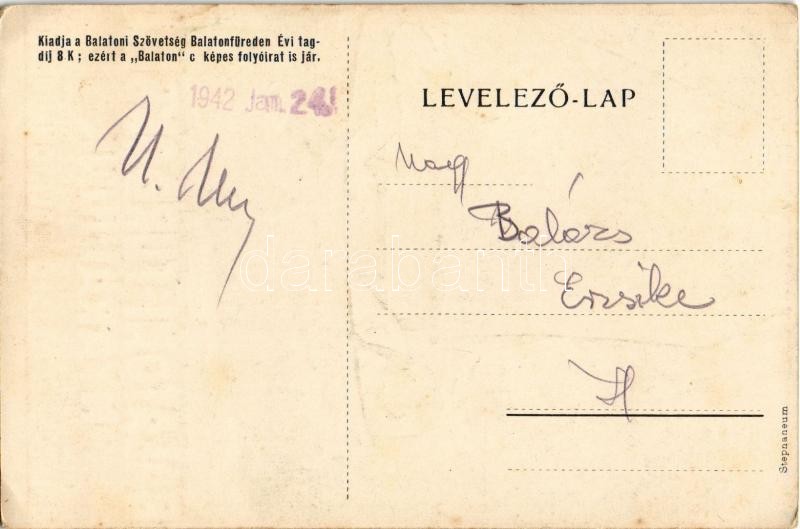 Kiadja a Balatoni Szövetség Balatonfüreden Évi tag-
díj 8 K; ezért a „Balaton" c képes folyóirat is jár.
1942 Jan. 24.
LEVELEZŐ-LAP
Nagy
Balázs
Erzsike
H
darabanth
Stephaneum